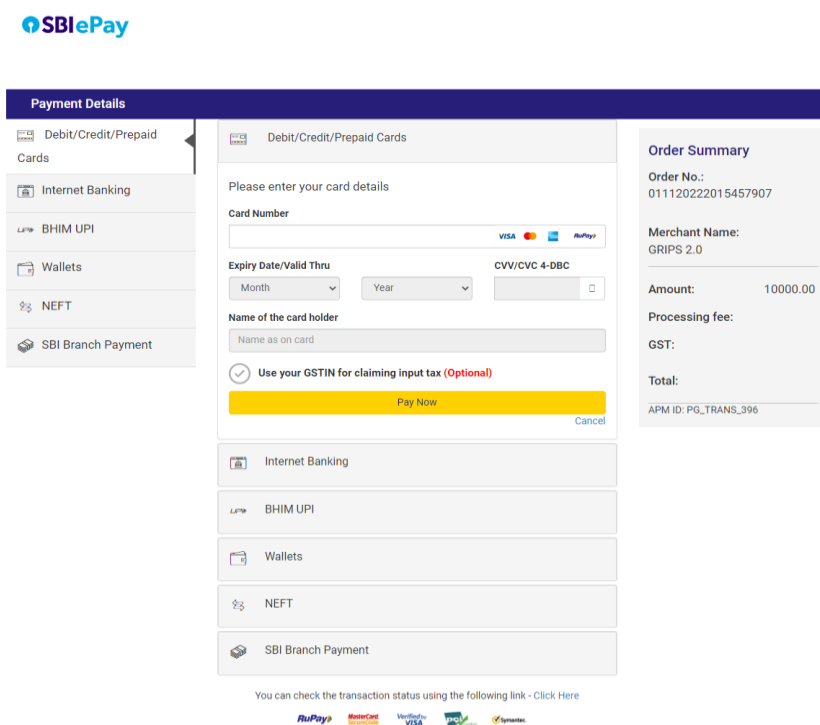 SBI ePay
Payment Details
Debit/Credit/Prepaid
Cards
Internet Banking
BHIM UPI
Wallets
NEFT
SBI Branch Payment
Debit/Credit/Prepaid Cards
Please enter your card details
Card Number
VISA RuPay
Expiry Date/Valid Thru CVV/CVC 4-DBC
Month Year
Name of the card holder
Name as on card
Use your GSTIN for claiming input tax (Optional)
Pay Now
Cancel
Internet Banking
BHIM UPI
Wallets
NEFT
SBI Branch Payment
You can check the transaction status using the following link - Click Here
RuPay MasterCard SecureCode Verified by VISA pci Symantec.
Order Summary
Order No.:
011120222015457907
Merchant Name:
GRIPS 2.0
Amount: 10000.00
Processing fee:
GST:
Total:
APM ID: PG_TRANS_396